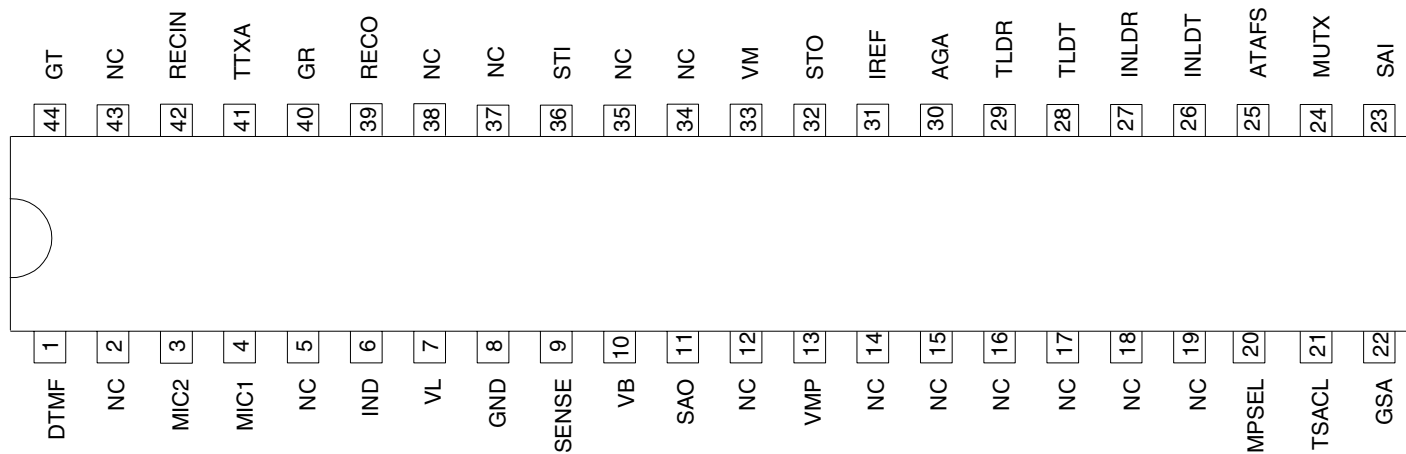 GT NC RECIN TTXA GR RECO NC NC STI NC NC VM STO IREF AGA TLDR TLDT INLDR INLDT ATAFS MUTX SAI
44 43 42 41 40 39 38 37 36 35 34 33 32 31 30 29 28 27 26 25 24 23
1 2 3 4 5 6 7 8 9 10 11 12 13 14 15 16 17 18 19 20 21 22
DTMF NC MIC2 MIC1 NC IND VL GND SENSE VB SAO NC VMP NC NC NC NC NC NC MPSEL TSACL GSA